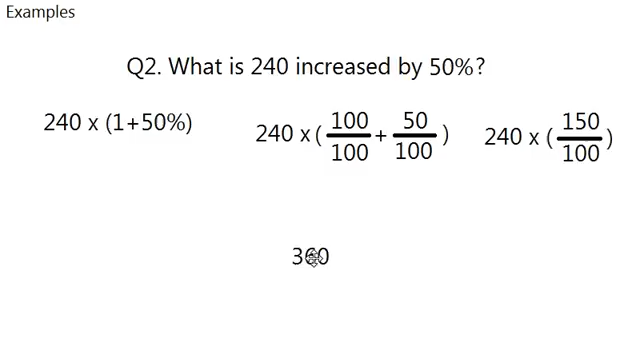 Examples
Q2. What is 240 increased by 50%?
240 x (1+50%)
240 x ( 100/100 + 50/100 )
240 x ( 150/100 )
360